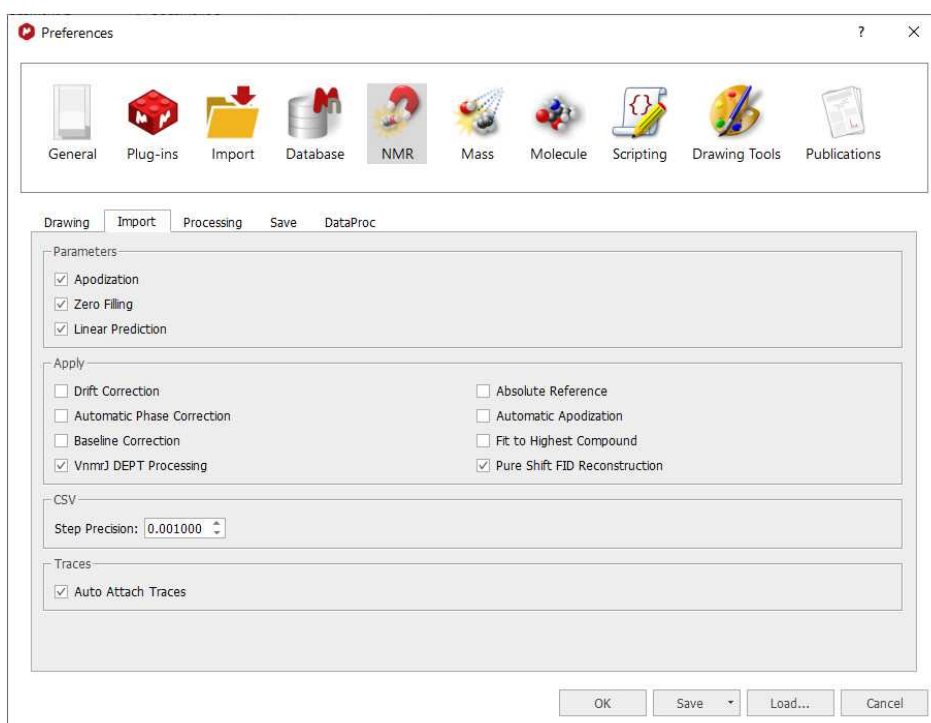 Preferences
?
General Plug-ins Import Database NMR Mass Molecule Scripting Drawing Tools Publications
Drawing Import Processing Save DataProc
Parameters
Apodization
Zero Filling
Linear Prediction
Apply
Drift Correction Absolute Reference
Automatic Phase Correction Automatic Apodization
Baseline Correction Fit to Highest Compound
VnmrJ DEPT Processing Pure Shift FID Reconstruction
CSV
Step Precision: 0.001000
Traces
Auto Attach Traces
OK Save Load... Cancel